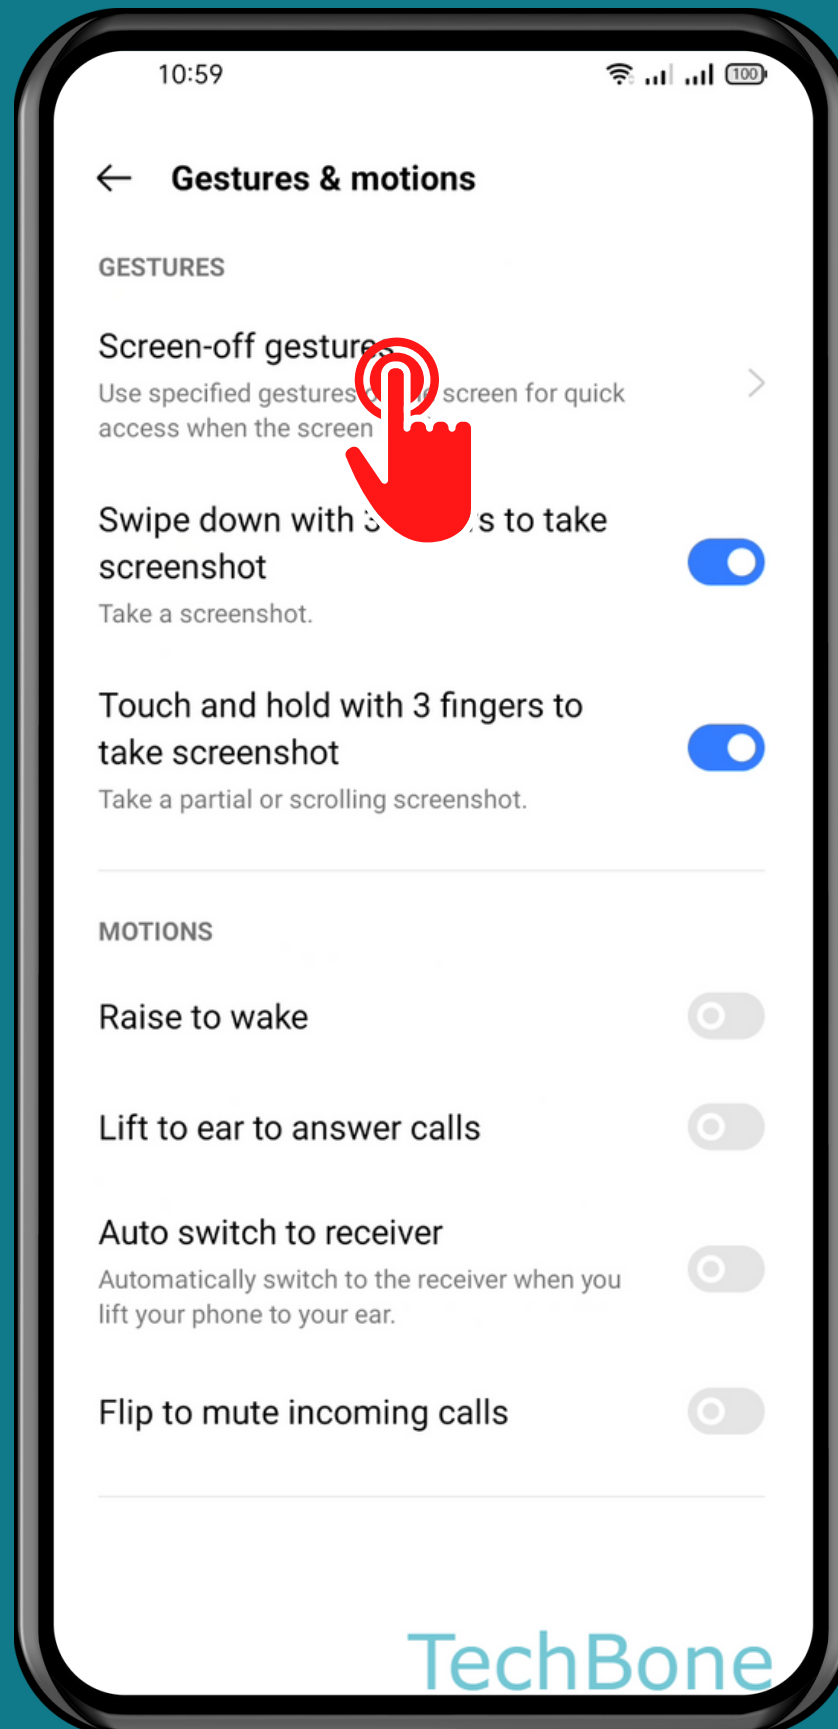 10:59
100
Gestures & motions
GESTURES
Screen-off gestures
Use specified gestures screen for quick
access when the screen
Swipe down with 3 to take
screenshot
Take a screenshot.
Touch and hold with 3 fingers to
take screenshot
Take a partial or scrolling screenshot.
MOTIONS
Raise to wake
Lift to ear to answer calls
Auto switch to receiver
Automatically switch to the receiver when you
lift your phone to your ear.
Flip to mute incoming calls
TechBone